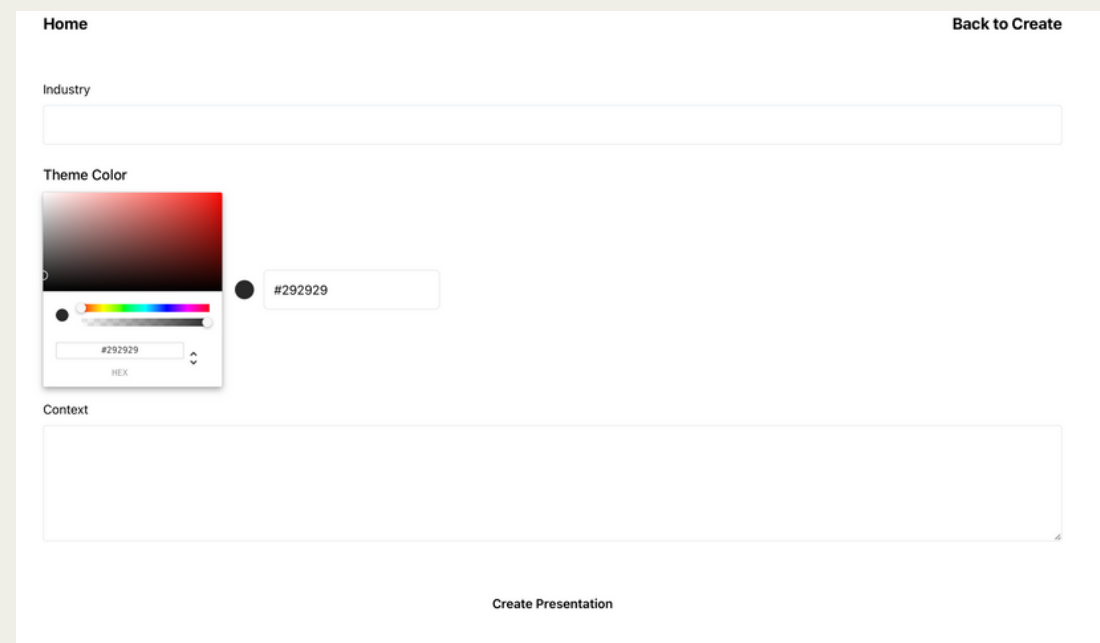 Home
Back to Create
Industry
Theme Color
#292929
#292929
HEX
Context
Create Presentation